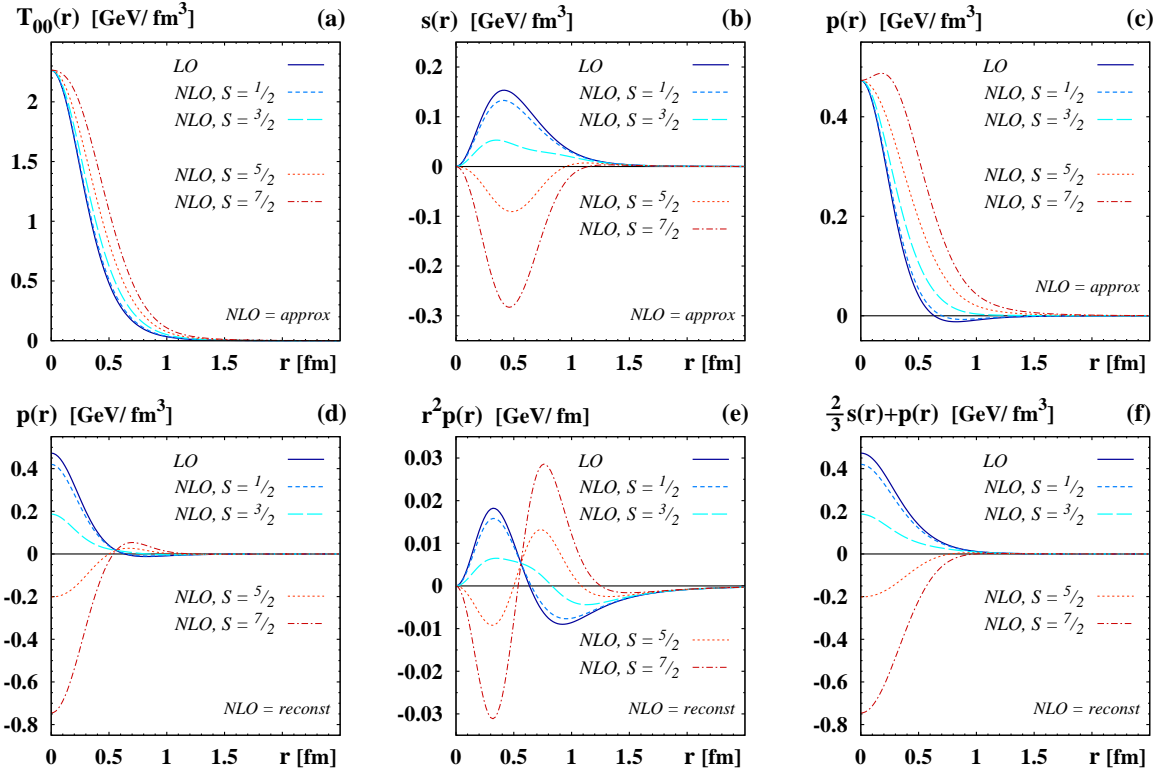 T00(r) [GeV/ fm³] (a)
LO
NLO, S = 1/2
NLO, S = 3/2
NLO, S = 5/2
NLO, S = 7/2
NLO = approx
2
1.5
1
0.5
0
0 0.5 1 1.5 r [fm]
s(r) [GeV/ fm³] (b)
LO
NLO, S = 1/2
NLO, S = 3/2
NLO, S = 5/2
NLO, S = 7/2
NLO = approx
0.2
0.1
0
-0.1
-0.2
-0.3
0 0.5 1 1.5 r [fm]
p(r) [GeV/ fm³] (c)
LO
NLO, S = 1/2
NLO, S = 3/2
NLO, S = 5/2
NLO, S = 7/2
NLO = approx
0.4
0.2
0
0 0.5 1 1.5 r [fm]
p(r) [GeV/ fm³] (d)
LO
NLO, S = 1/2
NLO, S = 3/2
NLO, S = 5/2
NLO, S = 7/2
NLO = reconst
0.4
0.2
0
-0.2
-0.4
-0.6
-0.8
0 0.5 1 1.5 r [fm]
r²p(r) [GeV/ fm] (e)
LO
NLO, S = 1/2
NLO, S = 3/2
NLO, S = 5/2
NLO, S = 7/2
NLO = reconst
0.03
0.02
0.01
0
-0.01
-0.02
-0.03
0 0.5 1 1.5 r [fm]
2/3 s(r)+p(r) [GeV/ fm³] (f)
LO
NLO, S = 1/2
NLO, S = 3/2
NLO, S = 5/2
NLO, S = 7/2
NLO = reconst
0.4
0.2
0
-0.2
-0.4
-0.6
-0.8
0 0.5 1 1.5 r [fm]